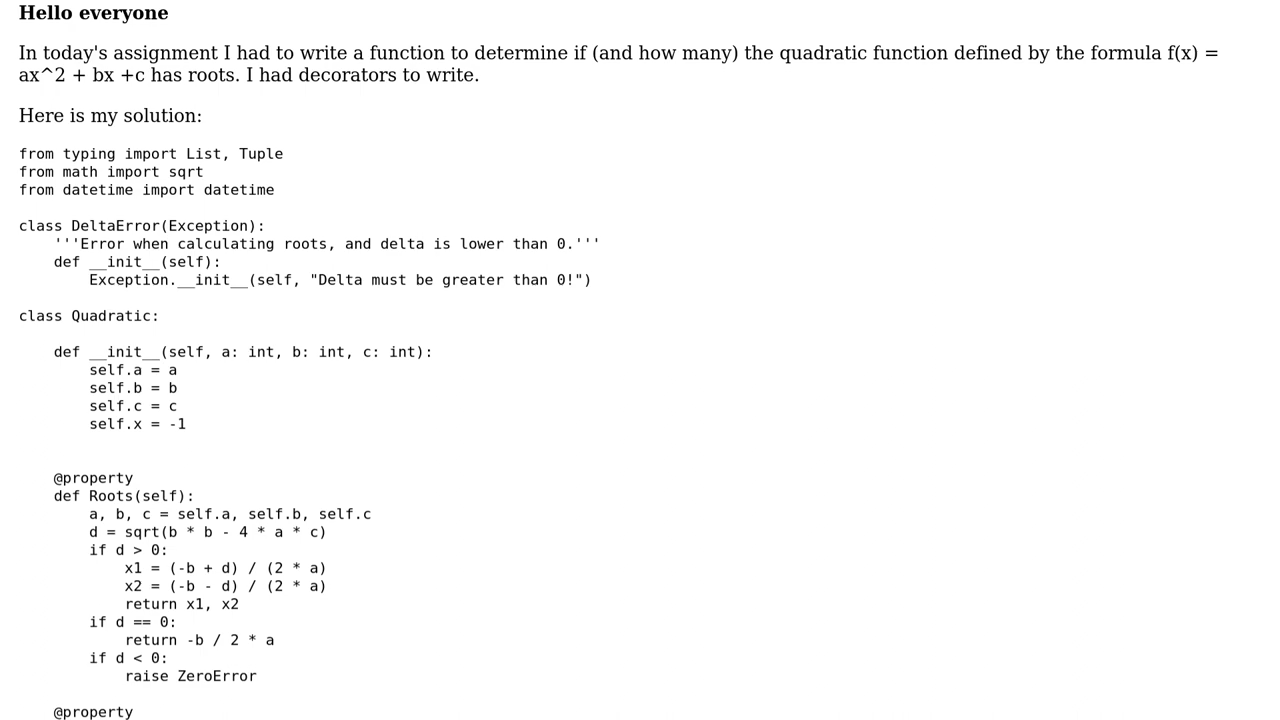 Hello everyone
In today's assignment I had to write a function to determine if (and how many) the quadratic function defined by the formula f(x) =
ax^2 + bx +c has roots. I had decorators to write.
Here is my solution:
from typing import List, Tuple
from math import sqrt
from datetime import datetime
class DeltaError(Exception):
    '''Error when calculating roots, and delta is lower than 0.'''
    def __init__(self):
        Exception.__init__(self, "Delta must be greater than 0!")
class Quadratic:
    def __init__(self, a: int, b: int, c: int):
        self.a = a
        self.b = b
        self.c = c
        self.x = -1
    @property
    def Roots(self):
        a, b, c = self.a, self.b, self.c
        d = sqrt(b * b - 4 * a * c)
        if d > 0:
            x1 = (-b + d) / (2 * a)
            x2 = (-b - d) / (2 * a)
            return x1, x2
        if d == 0:
            return -b / 2 * a
        if d < 0:
            raise ZeroError
    @property